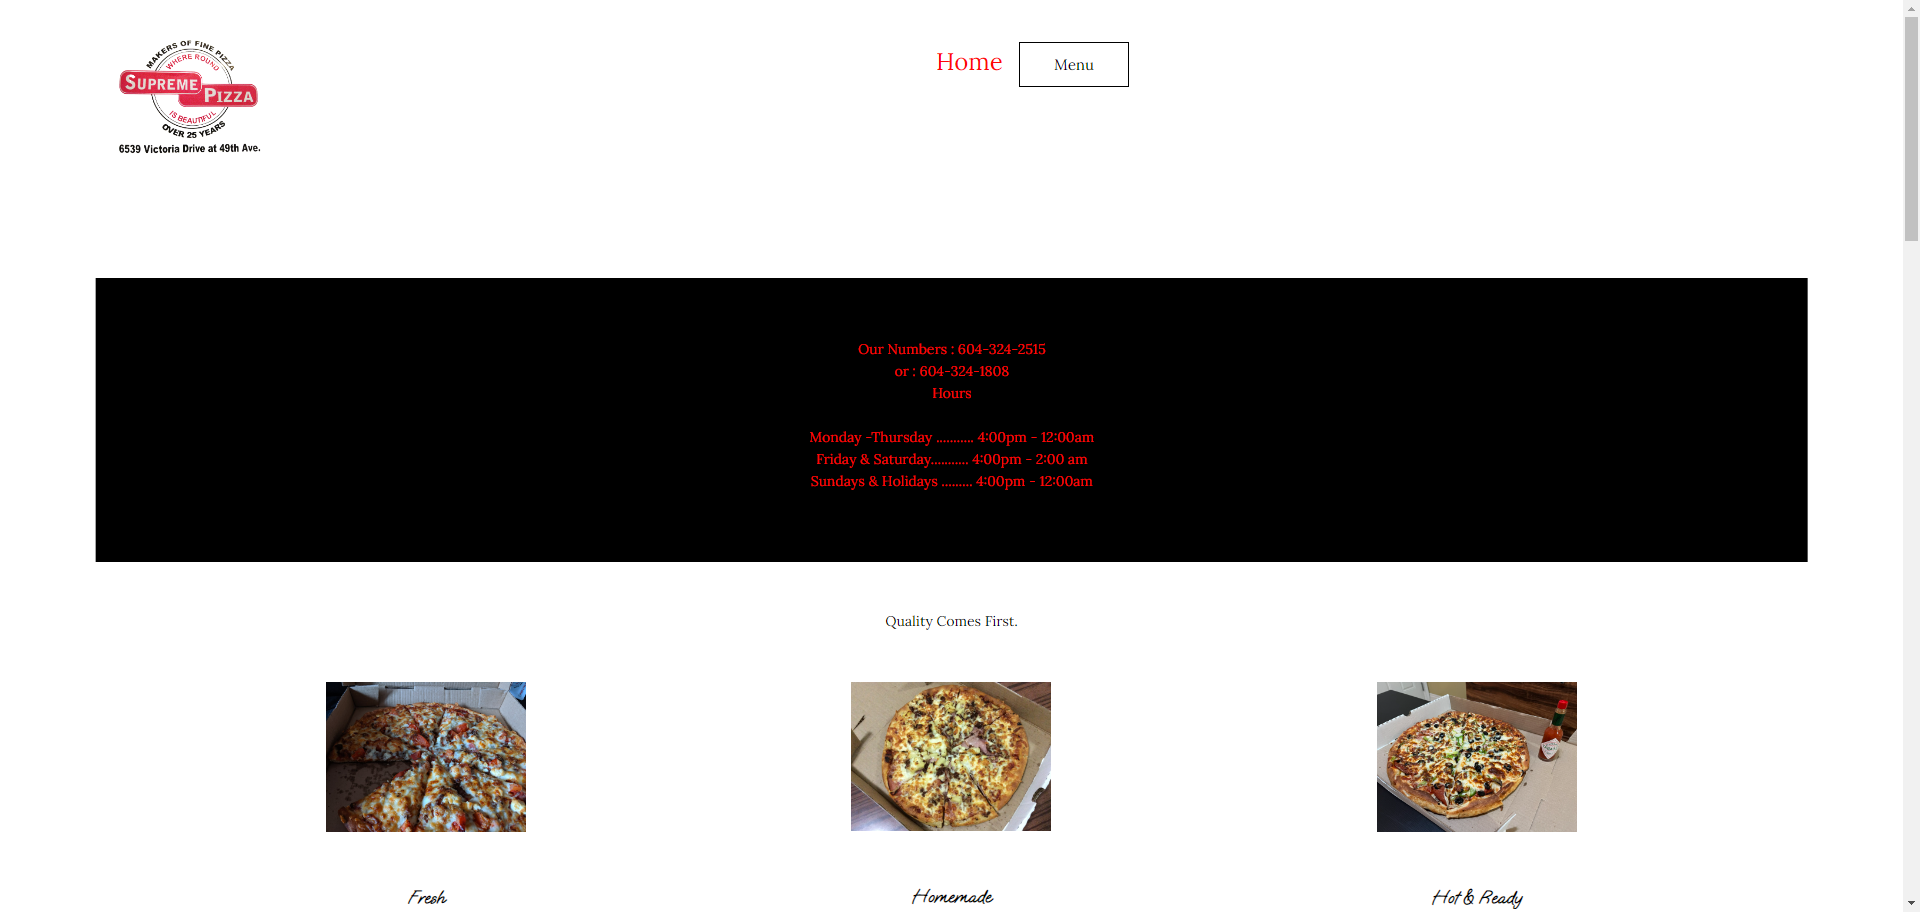 MAKERS OF FINE PIZZA
WHERE ROUND
SUPREME
PIZZA
IS BEAUTIFUL
OVER 25 YEARS
6539 Victoria Drive at 49th Ave.
Home
Menu
Our Numbers : 604-324-2515
or : 604-324-1808
Hours
Monday -Thursday ........... 4:00pm - 12:00am
Friday & Saturday........... 4:00pm - 2:00 am
Sundays & Holidays ......... 4:00pm - 12:00am
Quality Comes First.
Fresh
Homemade
Hot & Ready